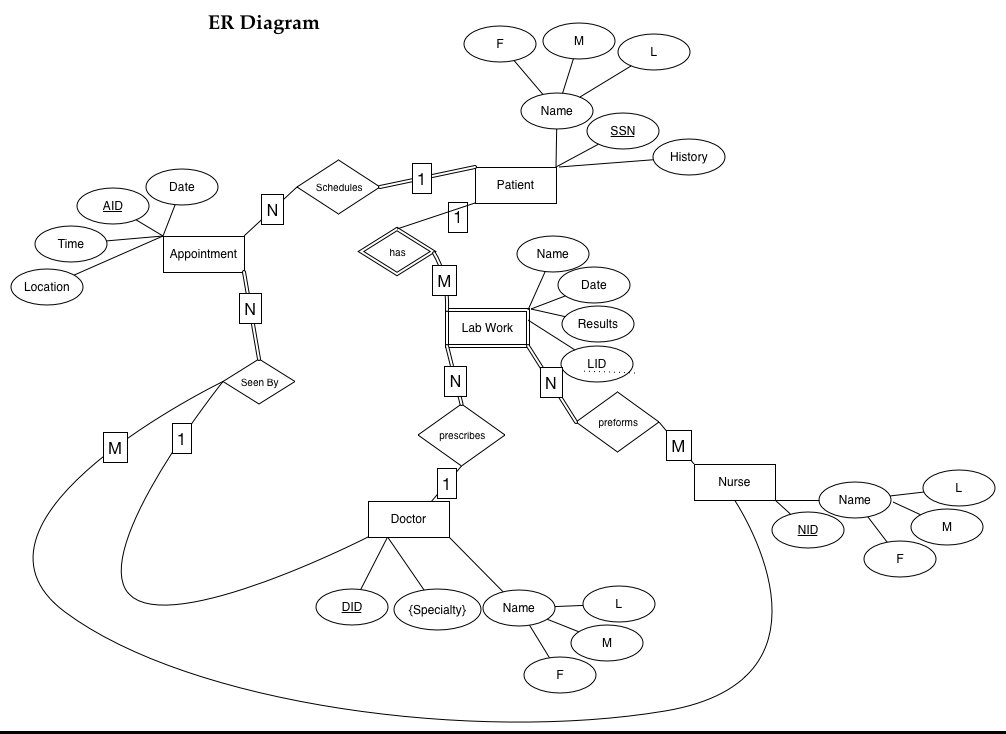 ER Diagram
F
M
L
Name
SSN
History
Patient
Schedules
1
N
Date
AID
Time
Location
Appointment
1
has
M
Name
Date
Results
LID
Lab Work
N
Seen By
M
1
N
prescribes
1
N
preforms
M
Nurse
Name
L
M
F
NID
Doctor
DID
{Specialty}
Name
L
M
F